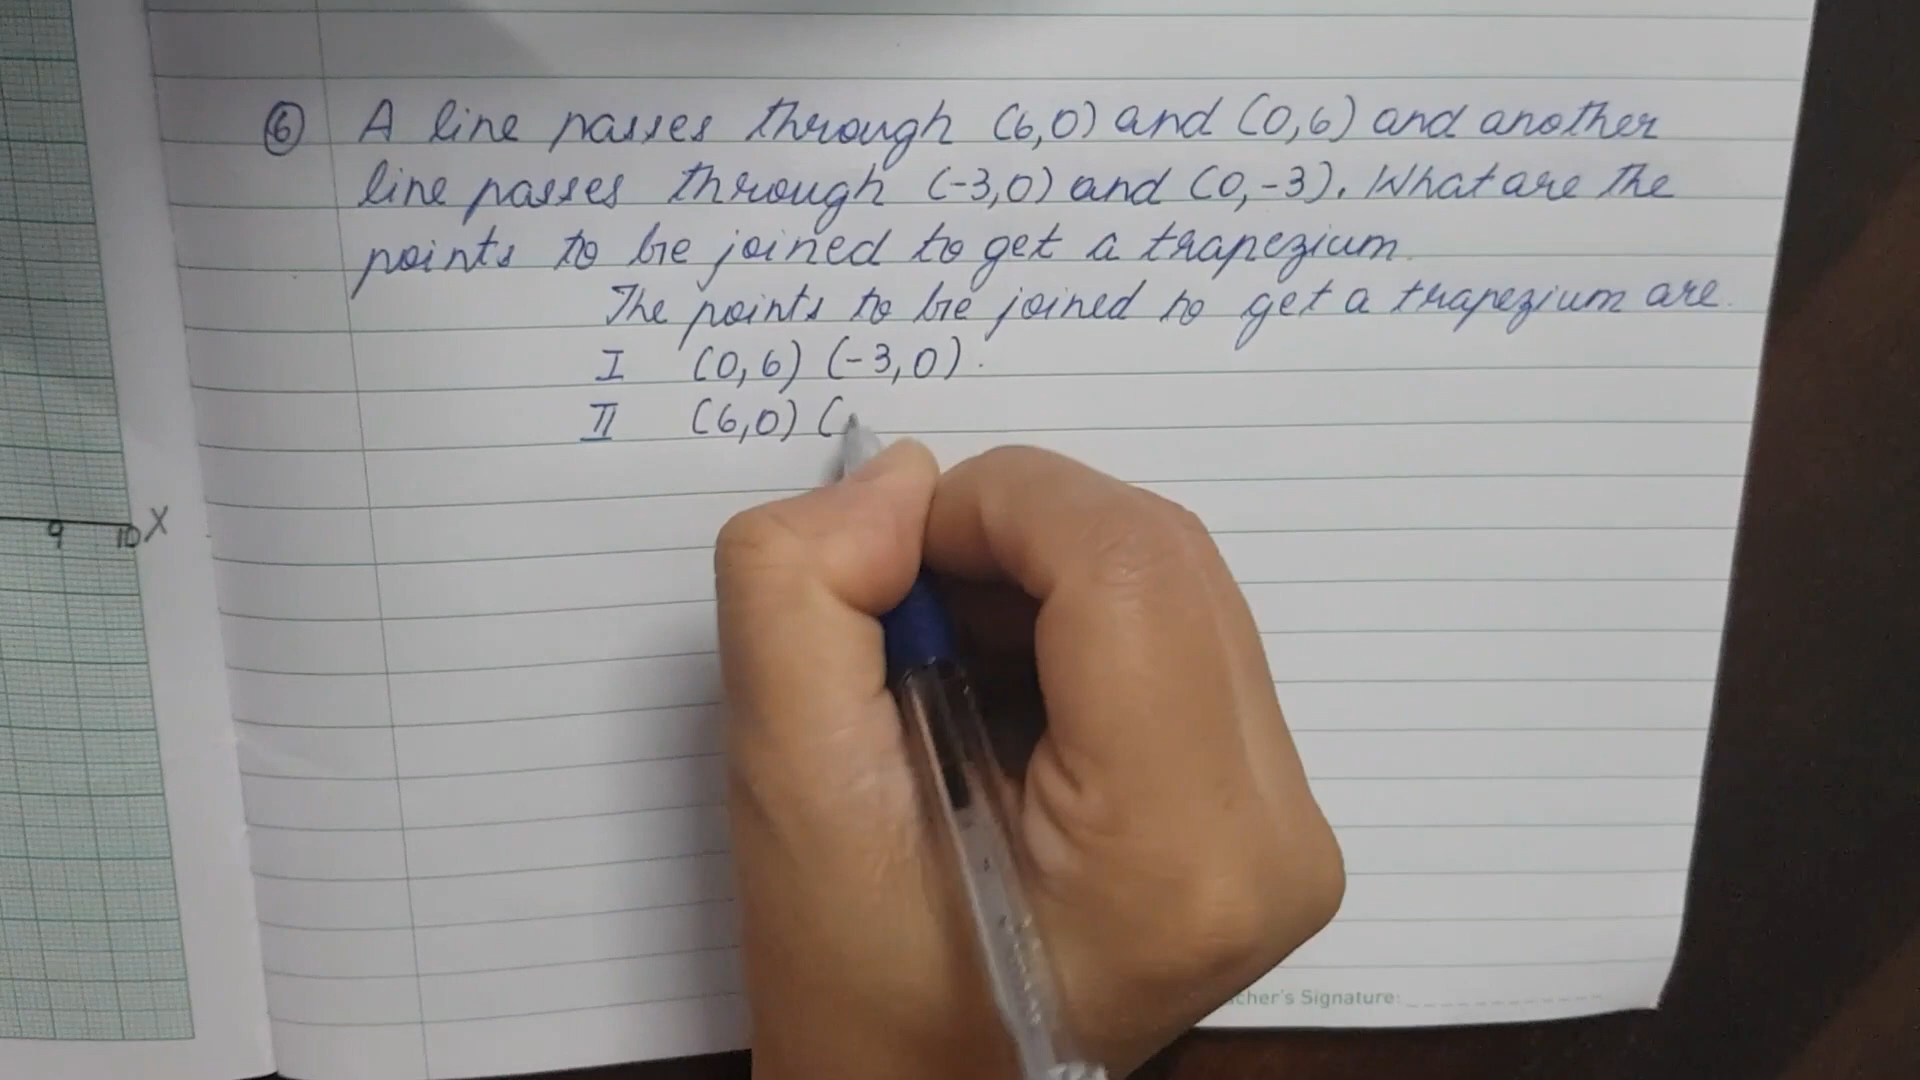 ⑥ A line passes through (6,0) and (0,6) and another
line passes through (-3,0) and (0,-3). What are the
points to be joined to get a trapezium.
The points to be joined to get a trapezium are.
I (0,6) (-3,0).
II (6,0) (
9 10 X
Signature: